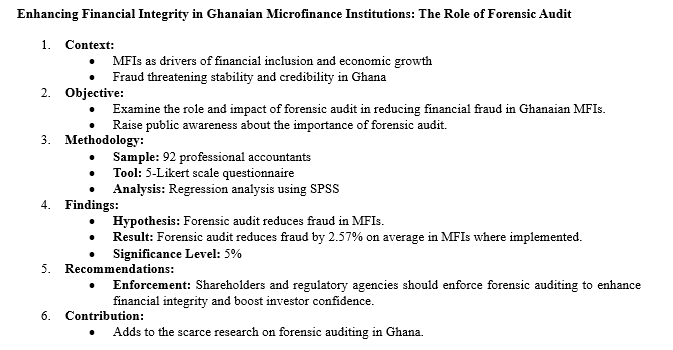 Enhancing Financial Integrity in Ghanaian Microfinance Institutions: The Role of Forensic Audit
1. Context:
• MFIs as drivers of financial inclusion and economic growth
• Fraud threatening stability and credibility in Ghana
2. Objective:
• Examine the role and impact of forensic audit in reducing financial fraud in Ghanaian MFIs.
• Raise public awareness about the importance of forensic audit.
3. Methodology:
• Sample: 92 professional accountants
• Tool: 5-Likert scale questionnaire
• Analysis: Regression analysis using SPSS
4. Findings:
• Hypothesis: Forensic audit reduces fraud in MFIs.
• Result: Forensic audit reduces fraud by 2.57% on average in MFIs where implemented.
• Significance Level: 5%
5. Recommendations:
• Enforcement: Shareholders and regulatory agencies should enforce forensic auditing to enhance
financial integrity and boost investor confidence.
6. Contribution:
• Adds to the scarce research on forensic auditing in Ghana.